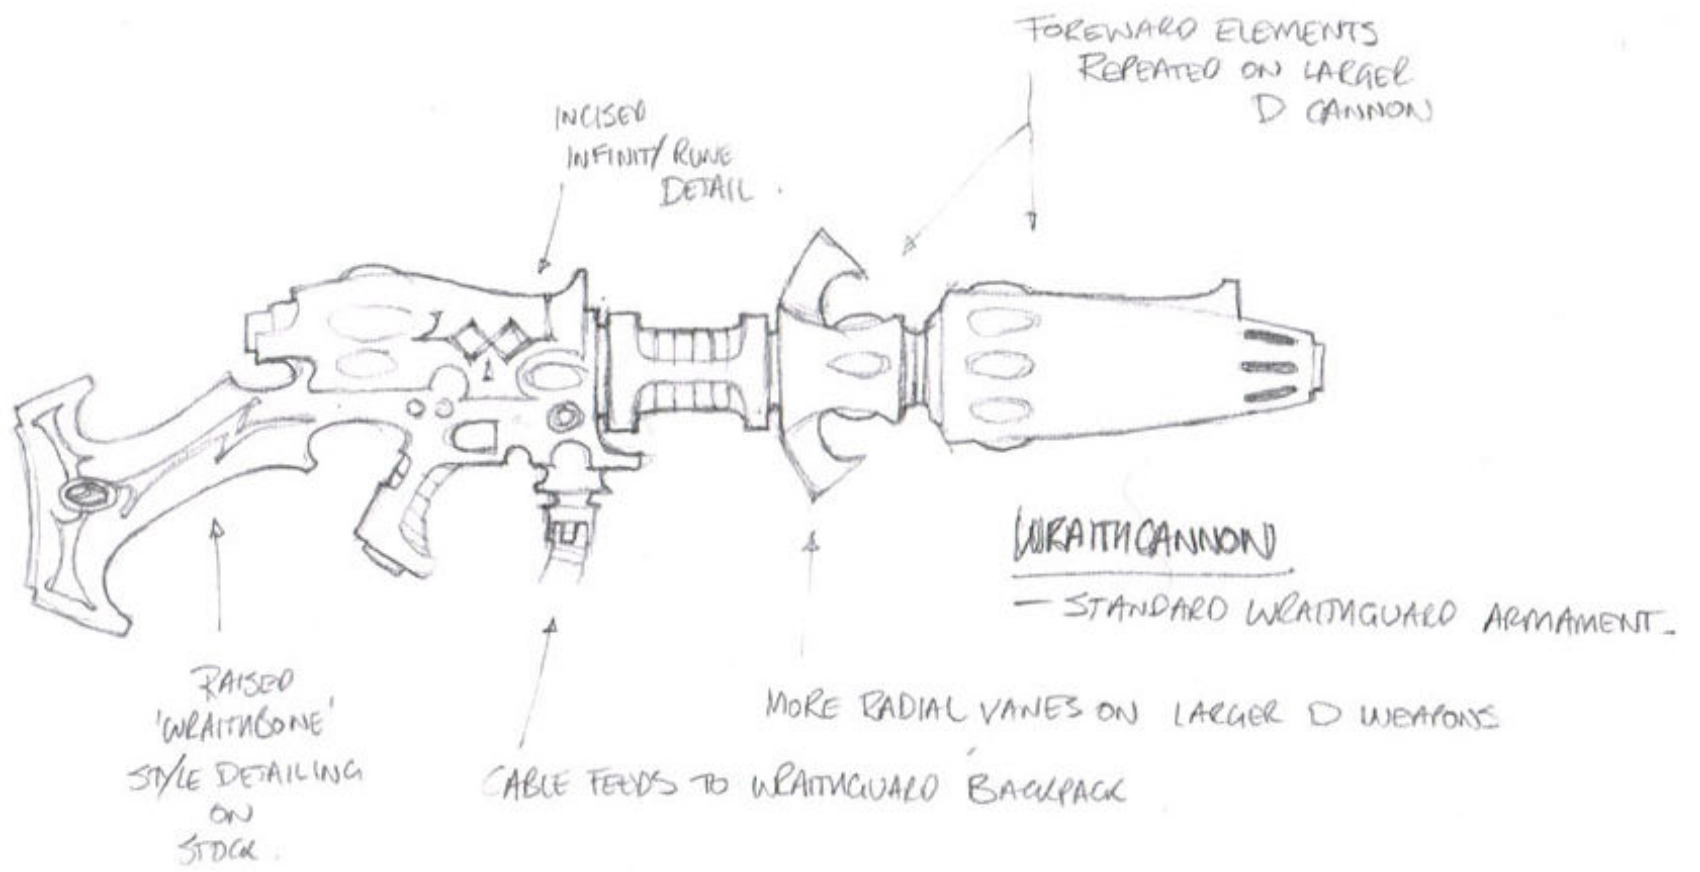 FOREWARD ELEMENTS
REPEATED ON LARGER
D CANNON
INCISED
INFINITY RUNE
DETAIL.
WRAITHCANNON
— STANDARD WRAITHGUARD ARMAMENT.
RAISED
'WRAITHBONE'
STYLE DETAILING
ON
STOCK.
MORE RADIAL VANES ON LARGER D WEAPONS
CABLE FEEDS TO WRAITHGUARD BACKPACK